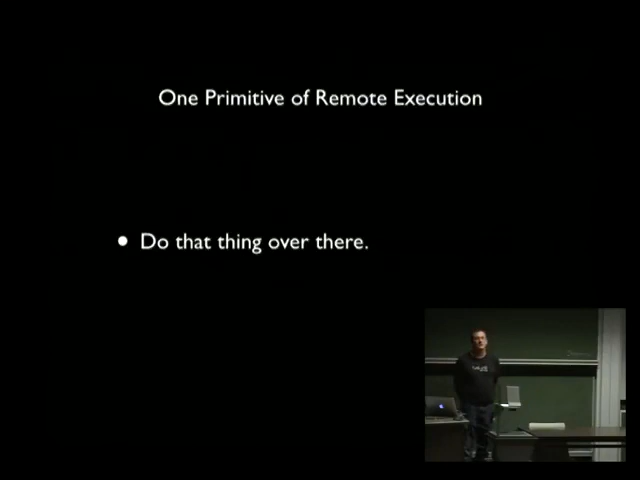 One Primitive of Remote Execution
• Do that thing over there.